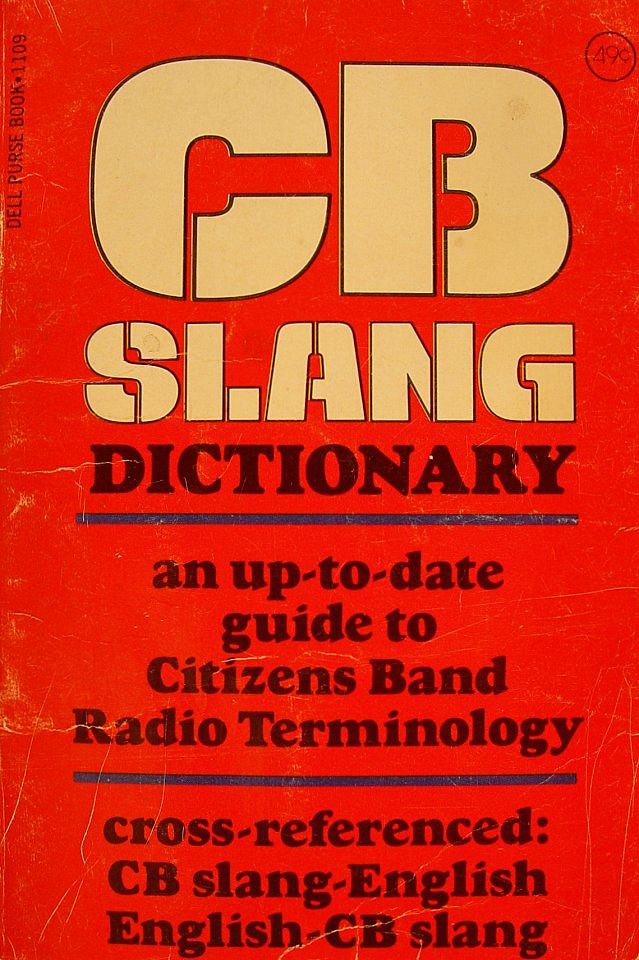 DELL PURSE BOOK • 1109
49¢
CB
SLANG
DICTIONARY
an up-to-date
guide to
Citizens Band
Radio Terminology
cross-referenced:
CB slang-English
English-CB slang